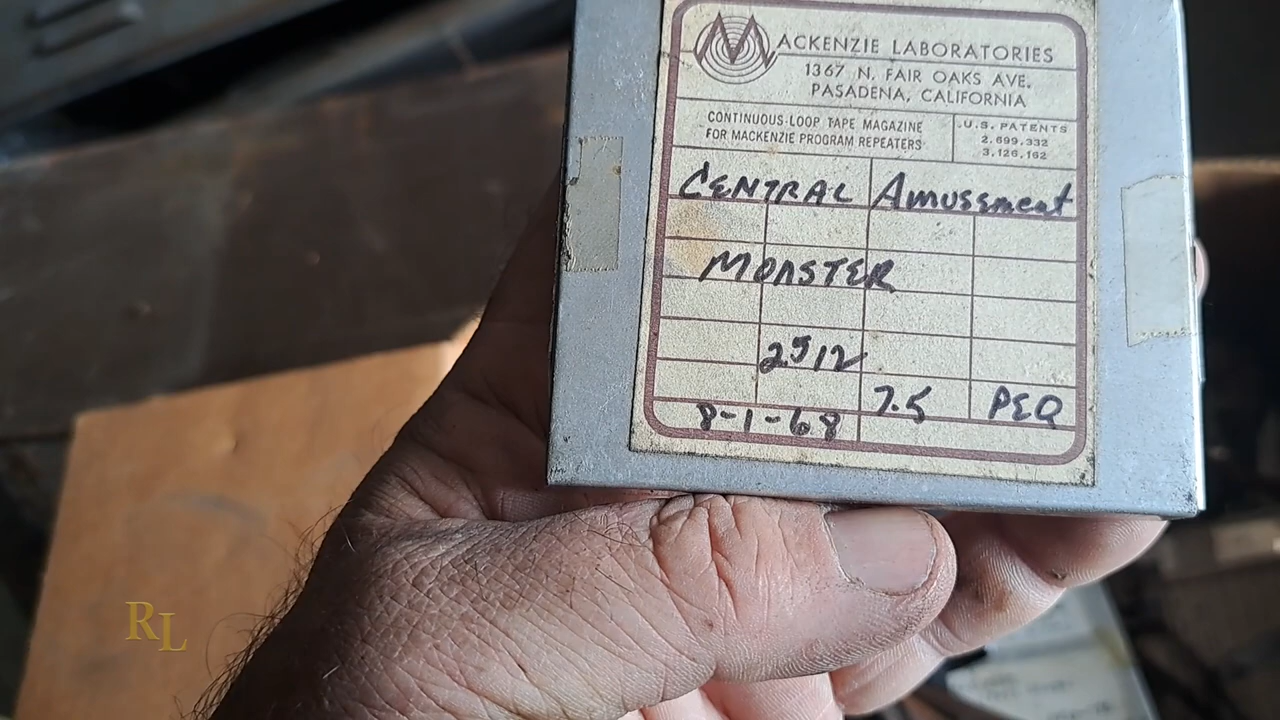 MACKENZIE LABORATORIES
1367 N. FAIR OAKS AVE.
PASADENA, CALIFORNIA
CONTINUOUS-LOOP TAPE MAGAZINE
FOR MACKENZIE PROGRAM REPEATERS
U.S. PATENTS
2,699,332
3,126,162
CENTRAL Amussment
MONSTER
2512
7.5 PEQ
8-1-68
RL